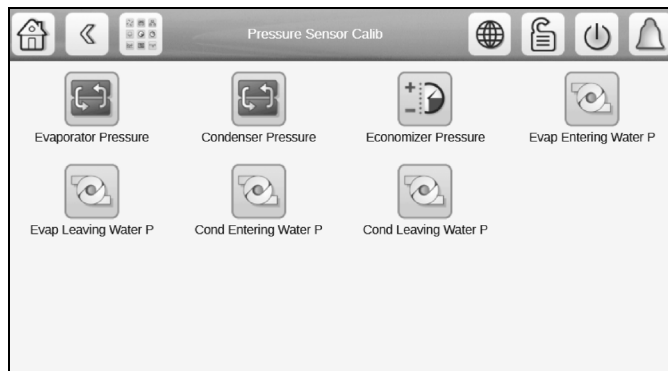 Pressure Sensor Calib
Evaporator Pressure
Condenser Pressure
Economizer Pressure
Evap Entering Water P
Evap Leaving Water P
Cond Entering Water P
Cond Leaving Water P